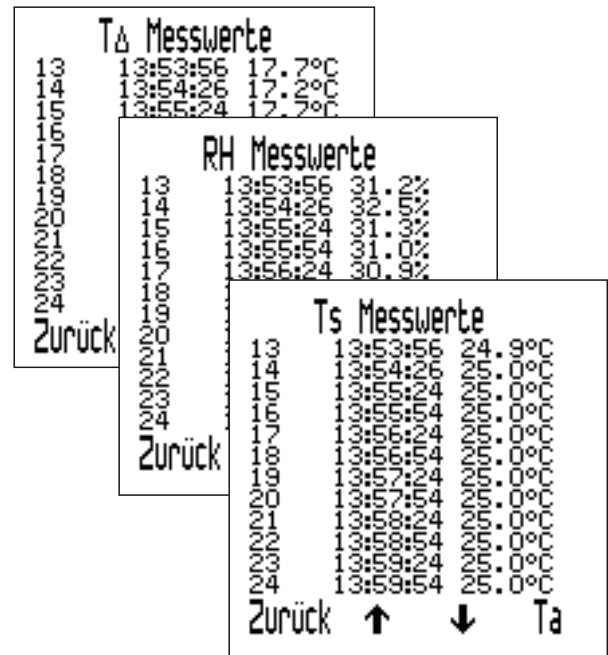 T∆ Messwerte
13 13:53:56 17.7°C
14 13:54:26 17.2°C
15 13:55:24 17.7°C
16
17
18
19
20
21
22
23
24
Zurück
RH Messwerte
13 13:53:56 31.2%
14 13:54:26 32.5%
15 13:55:24 31.3%
16 13:55:54 31.0%
17 13:56:24 30.9%
18
19
20
21
22
23
24
Zurück
Ts Messwerte
13 13:53:56 24.9°C
14 13:54:26 25.0°C
15 13:55:24 25.0°C
16 13:55:54 25.0°C
17 13:56:24 25.0°C
18 13:56:54 25.0°C
19 13:57:24 25.0°C
20 13:57:54 25.0°C
21 13:58:24 25.0°C
22 13:58:54 25.0°C
23 13:59:24 25.0°C
24 13:59:54 25.0°C
Zurück ↑ ↓ Ta